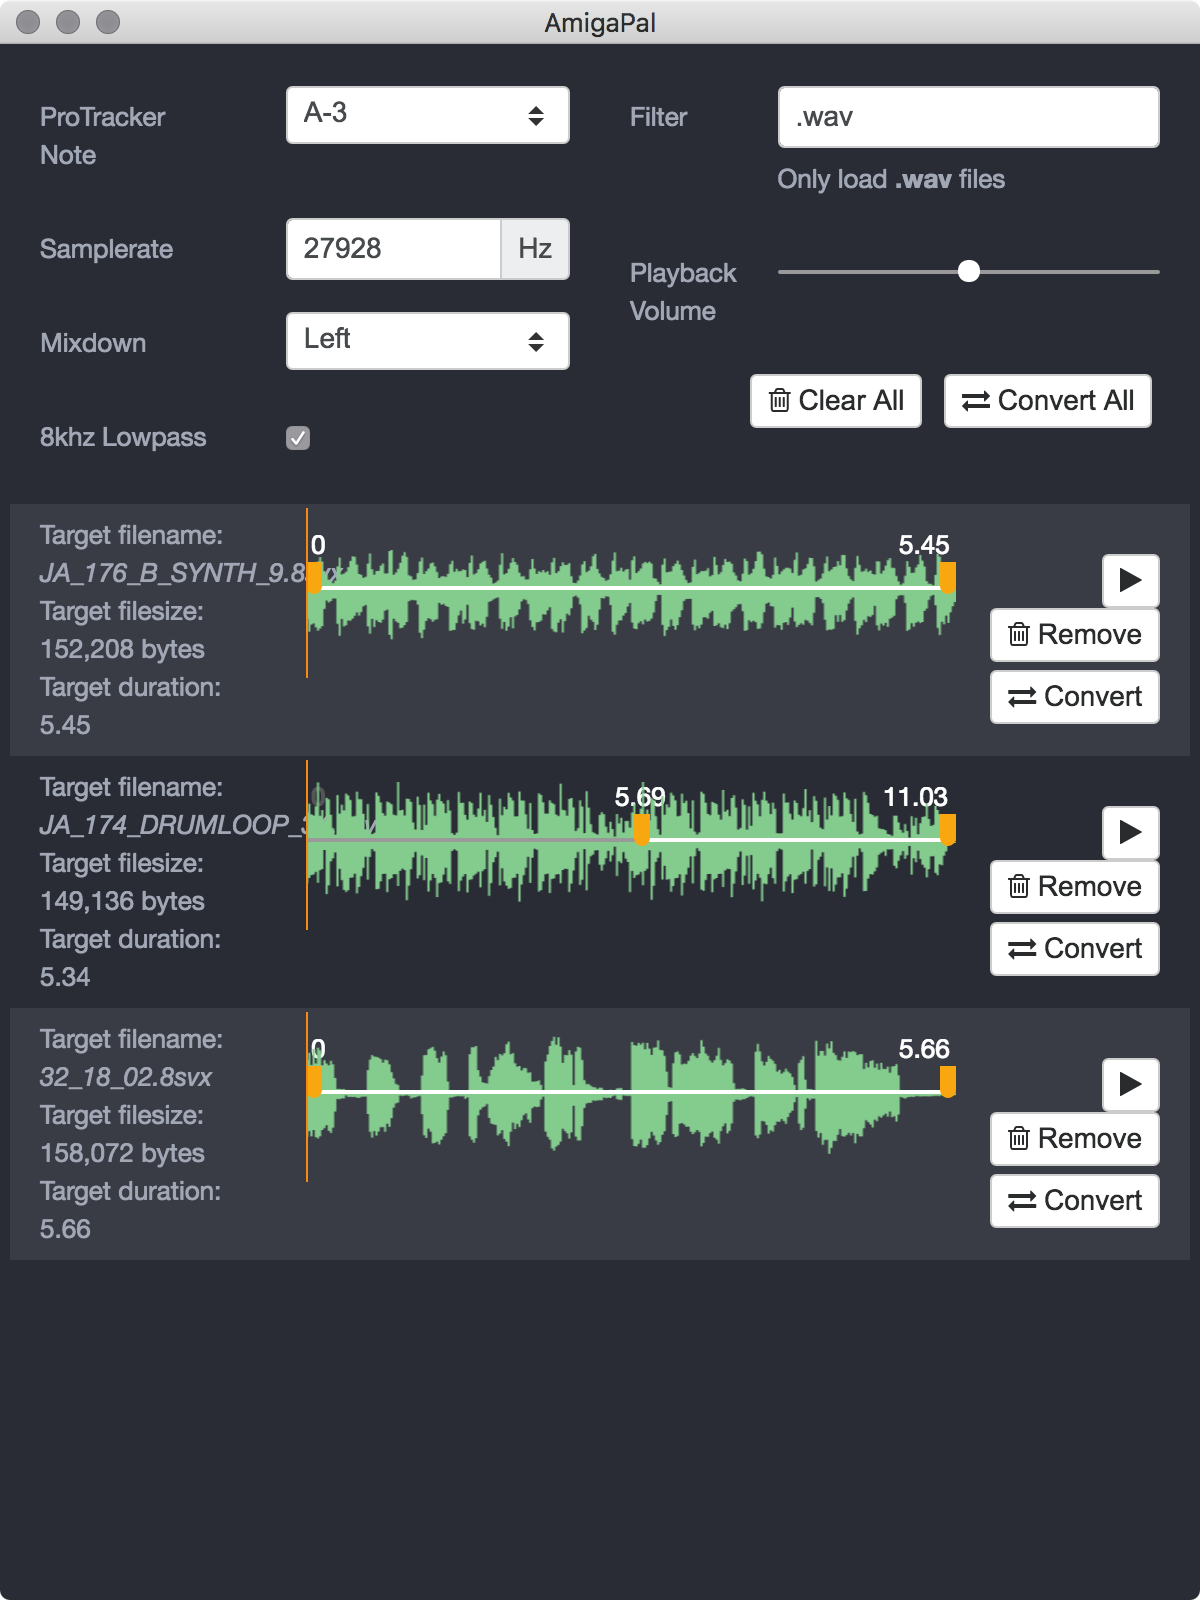 AmigaPal
ProTracker
Note
A-3
Filter
.wav
Only load .wav files
Samplerate
27928
Hz
Playback
Volume
Mixdown
Left
Clear All
Convert All
8khz Lowpass
Target filename:
JA_176_B_SYNTH_9.8svx
Target filesize:
152,208 bytes
Target duration:
5.45
0
5.45
Remove
Convert
Target filename:
JA_174_DRUMLOOP_
Target filesize:
149,136 bytes
Target duration:
5.34
0
5.69
11.03
Remove
Convert
Target filename:
32_18_02.8svx
Target filesize:
158,072 bytes
Target duration:
5.66
0
5.66
Remove
Convert